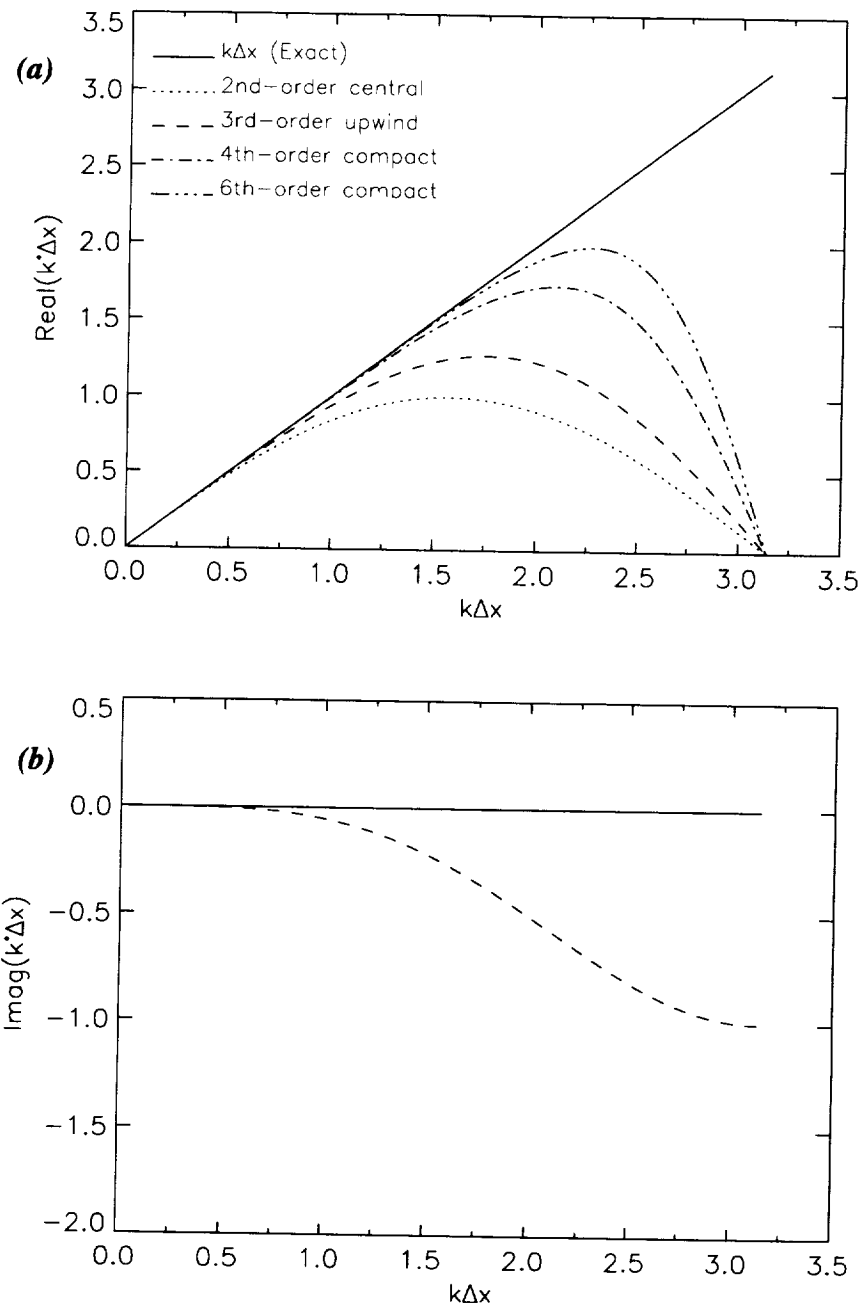 (a)
3.5
3.0
2.5
2.0
1.5
1.0
0.5
0.0
Real(k*Δx)
kΔx (Exact)
2nd-order central
3rd-order upwind
4th-order compact
6th-order compact
0.0 0.5 1.0 1.5 2.0 2.5 3.0 3.5
kΔx
(b)
0.5
0.0
-0.5
-1.0
-1.5
-2.0
Imag(k*Δx)
0.0 0.5 1.0 1.5 2.0 2.5 3.0 3.5
kΔx